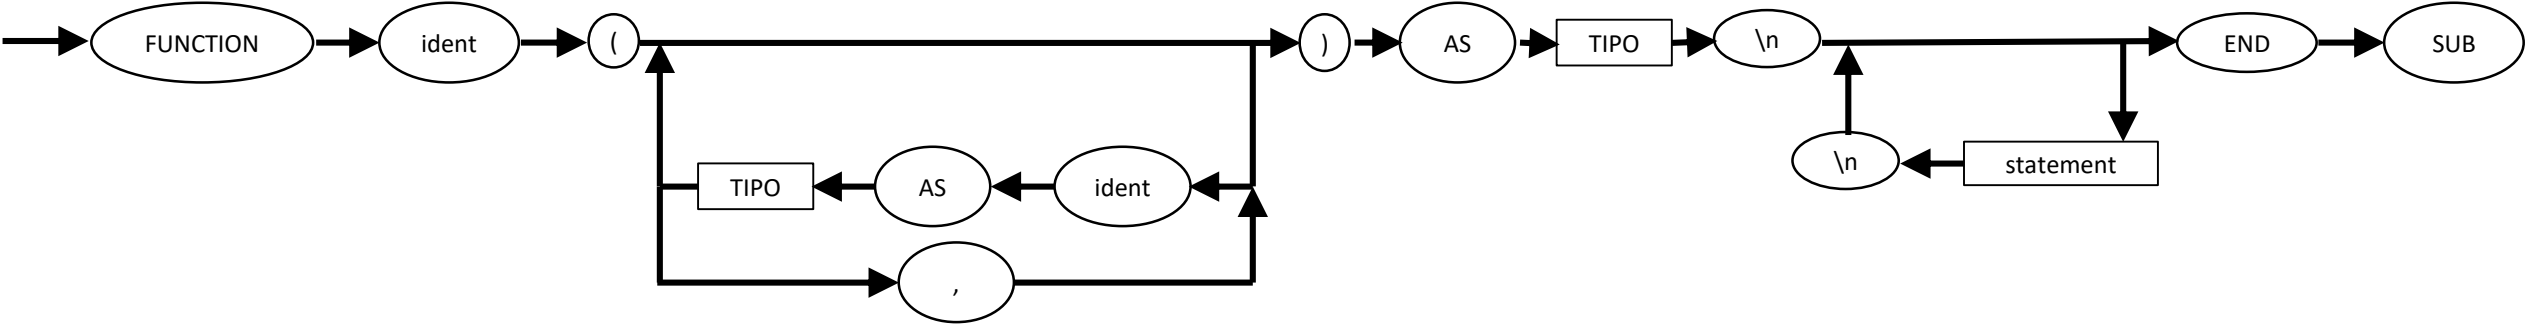 FUNCTION ident ( ) AS TIPO \n END SUB
TIPO AS ident \n statement
,